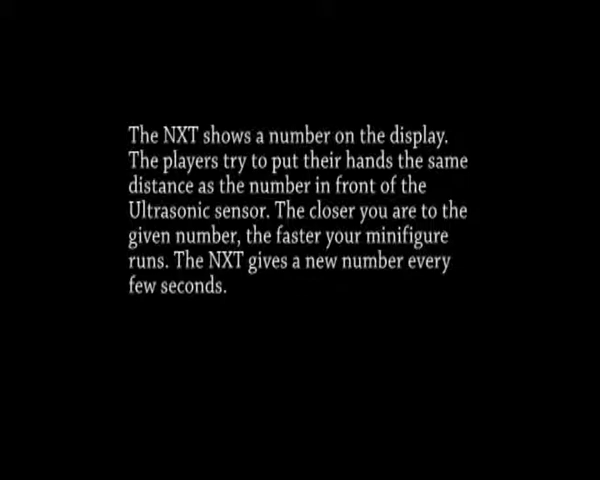 The NXT shows a number on the display.
The players try to put their hands the same
distance as the number in front of the
Ultrasonic sensor. The closer you are to the
given number, the faster your minifigure
runs. The NXT gives a new number every
few seconds.